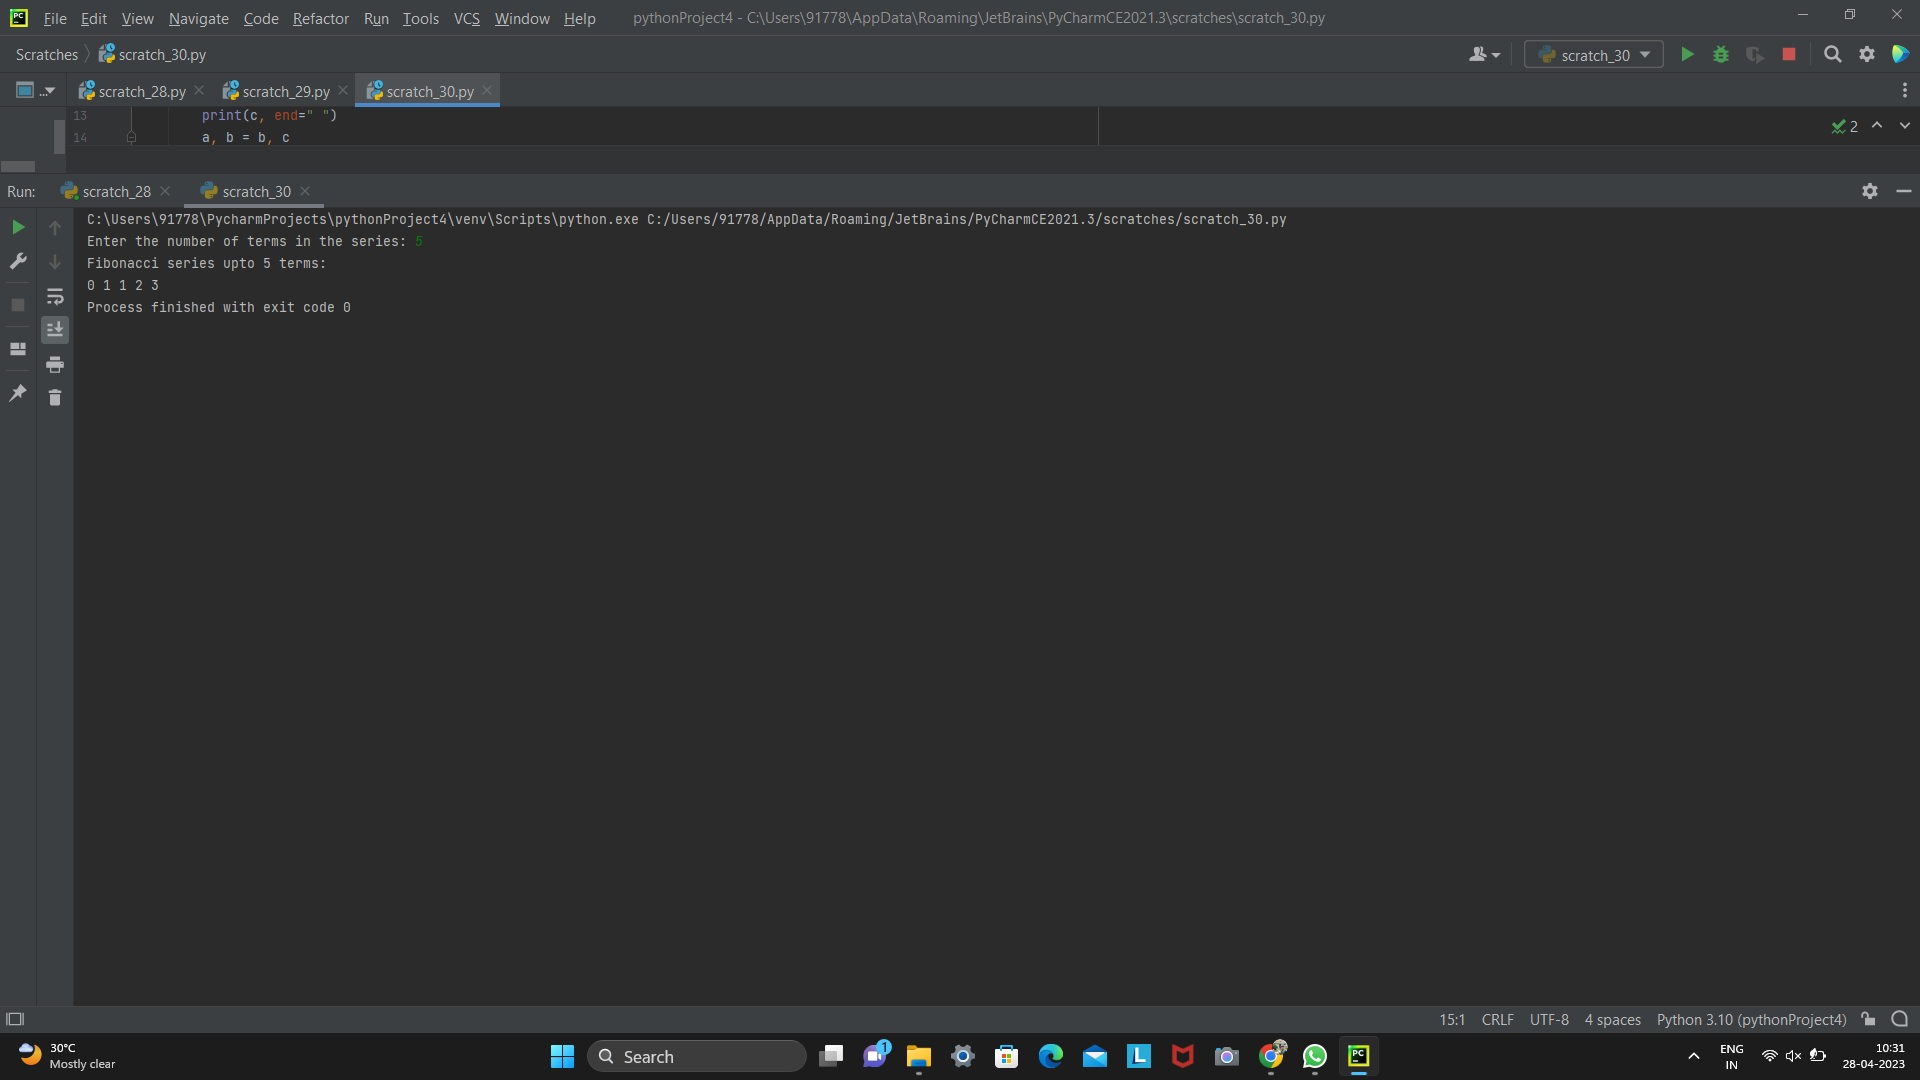 PC File Edit View Navigate Code Refactor Run Tools VCS Window Help pythonProject4 - C:\Users\91778\AppData\Roaming\JetBrains\PyCharmCE2021.3\scratches\scratch_30.py
Scratches scratch_30.py scratch_30
.. scratch_28.py scratch_29.py scratch_30.py
13 print(c, end=" ")
14 a, b = b, c
2
Run: scratch_28 scratch_30
C:\Users\91778\PycharmProjects\pythonProject4\venv\Scripts\python.exe C:/Users/91778/AppData/Roaming/JetBrains/PyCharmCE2021.3/scratches/scratch_30.py
Enter the number of terms in the series: 5
Fibonacci series upto 5 terms:
0 1 1 2 3
Process finished with exit code 0
15:1 CRLF UTF-8 4 spaces Python 3.10 (pythonProject4)
30°C
Mostly clear
Search
1
L
PC
ENG
IN
10:31
28-04-2023